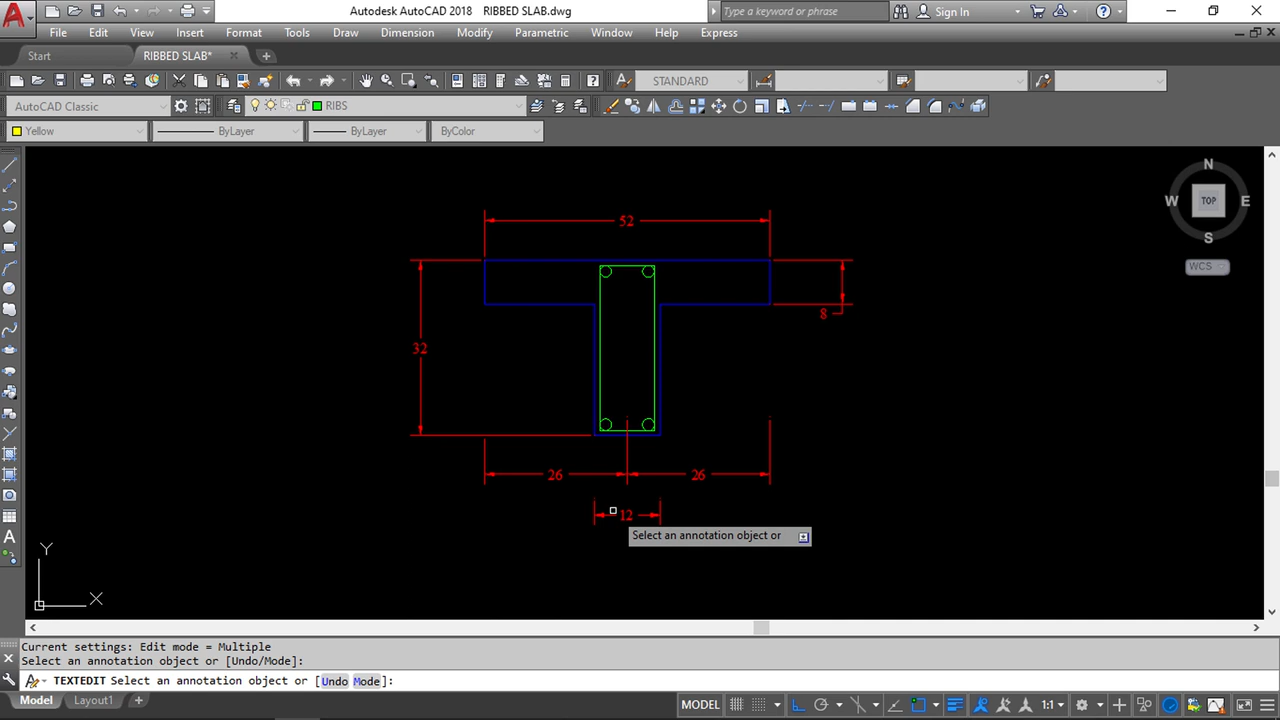 Autodesk AutoCAD 2018 RIBBED SLAB.dwg
Type a keyword or phrase
Sign In
File Edit View Insert Format Tools Draw Dimension Modify Parametric Window Help Express
Start RIBBED SLAB*
STANDARD
AutoCAD Classic RIBS
Yellow ByLayer ByLayer ByColor
N
W TOP E
S
WCS
52
32
8
26 26
12
Select an annotation object or
Y
X
Current settings: Edit mode = Multiple
Select an annotation object or [Undo/Mode]:
TEXTEDIT Select an annotation object or [Undo Mode]:
Model Layout1 +
MODEL 1:1